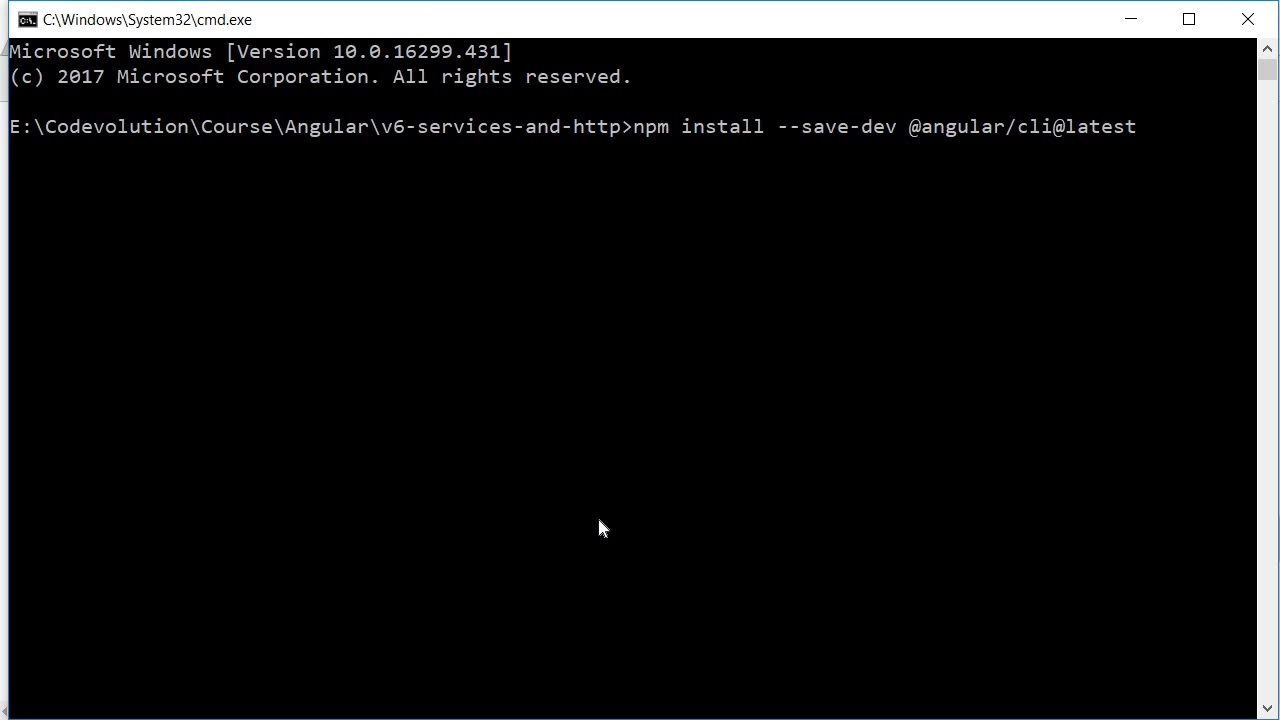 C:\Windows\System32\cmd.exe
Microsoft Windows [Version 10.0.16299.431]
(c) 2017 Microsoft Corporation. All rights reserved.
E:\Codevolution\Course\Angular\v6-services-and-http>npm install --save-dev @angular/cli@latest